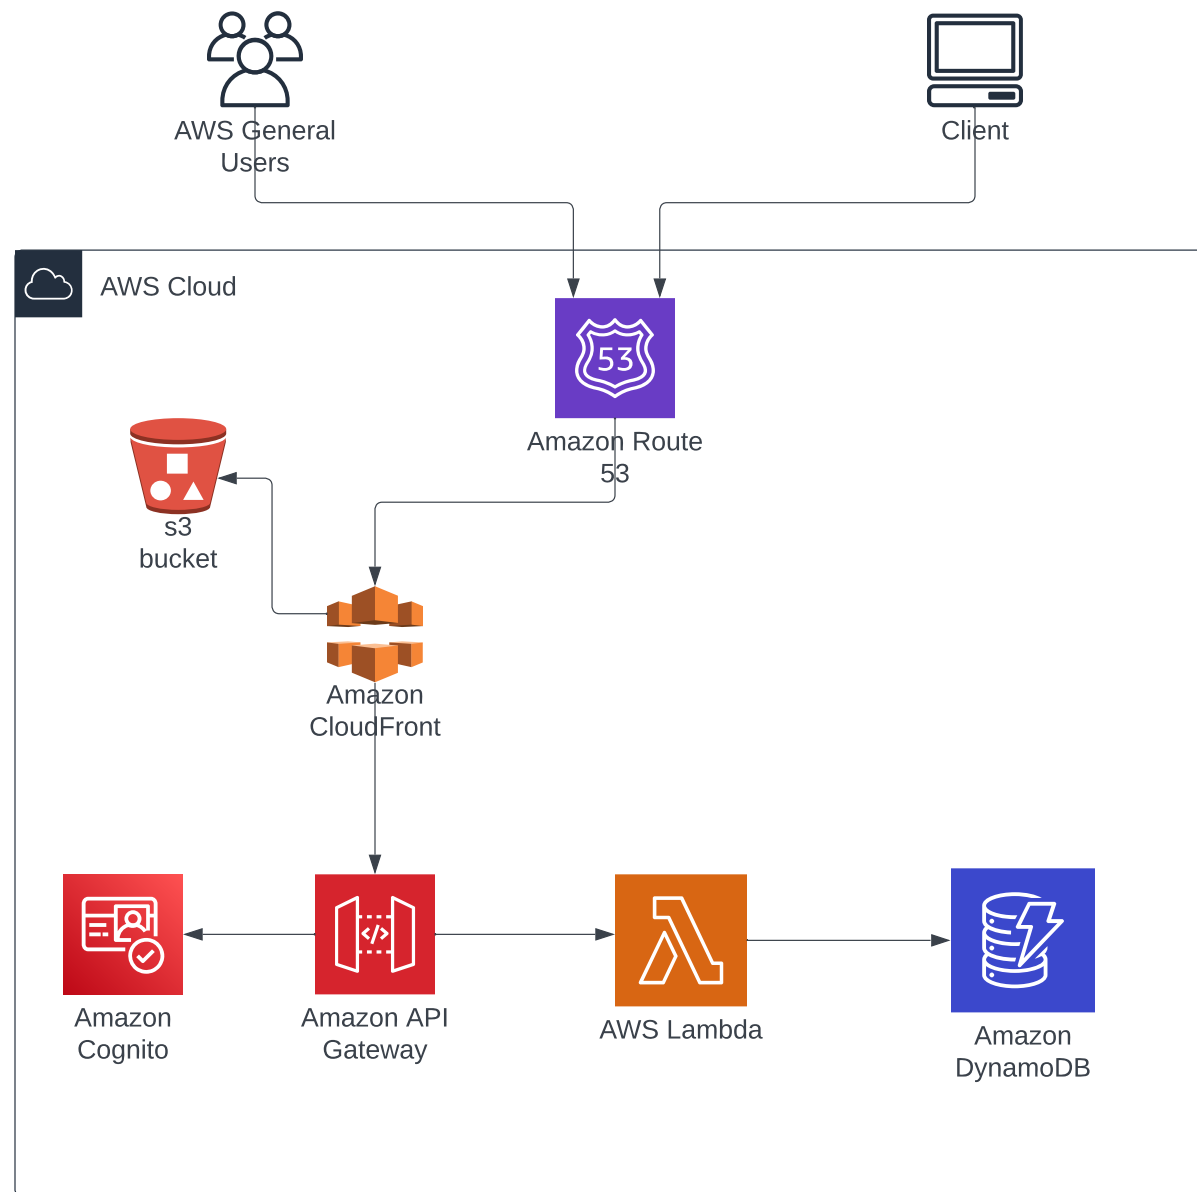 AWS General
Users
Client
AWS Cloud
53
Amazon Route
53
s3
bucket
Amazon
CloudFront
</>
Amazon
Cognito
Amazon API
Gateway
AWS Lambda
Amazon
DynamoDB